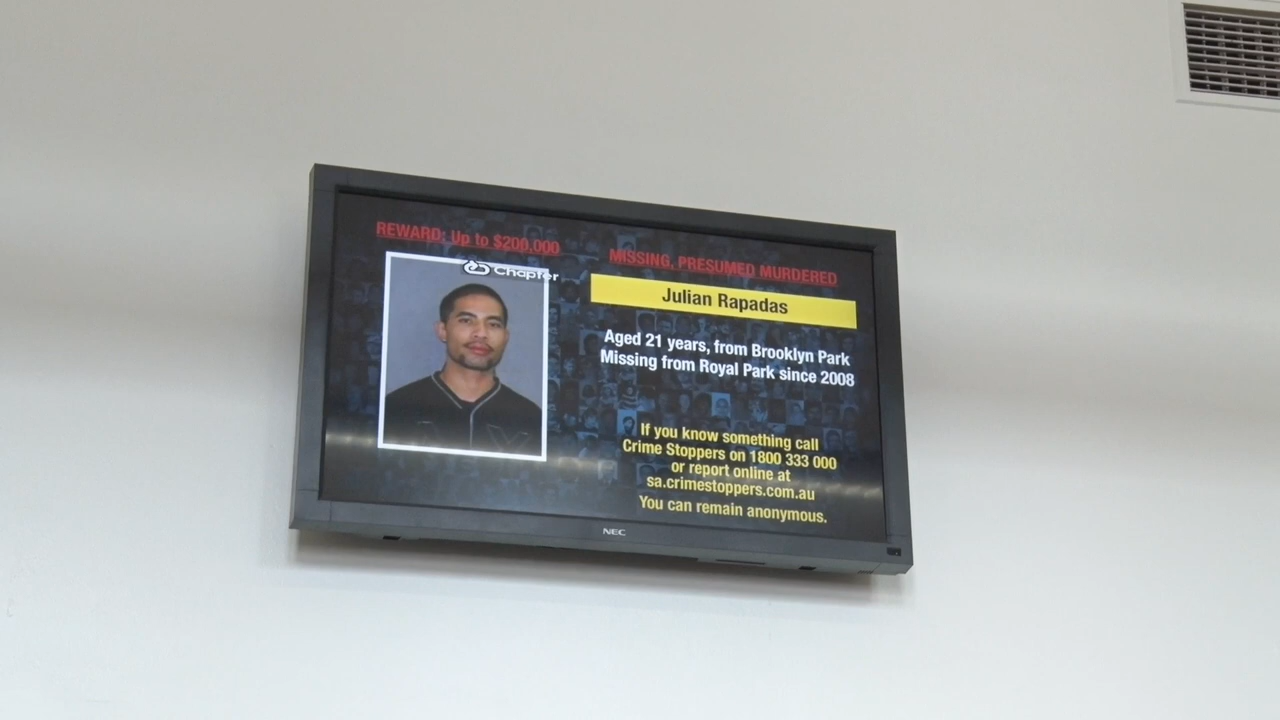 REWARD: Up to $200,000
Chapter
MISSING, PRESUMED MURDERED
Julian Rapadas
Aged 21 years, from Brooklyn Park
Missing from Royal Park since 2008
If you know something call
Crime Stoppers on 1800 333 000
or report online at
sa.crimestoppers.com.au
You can remain anonymous.
NEC